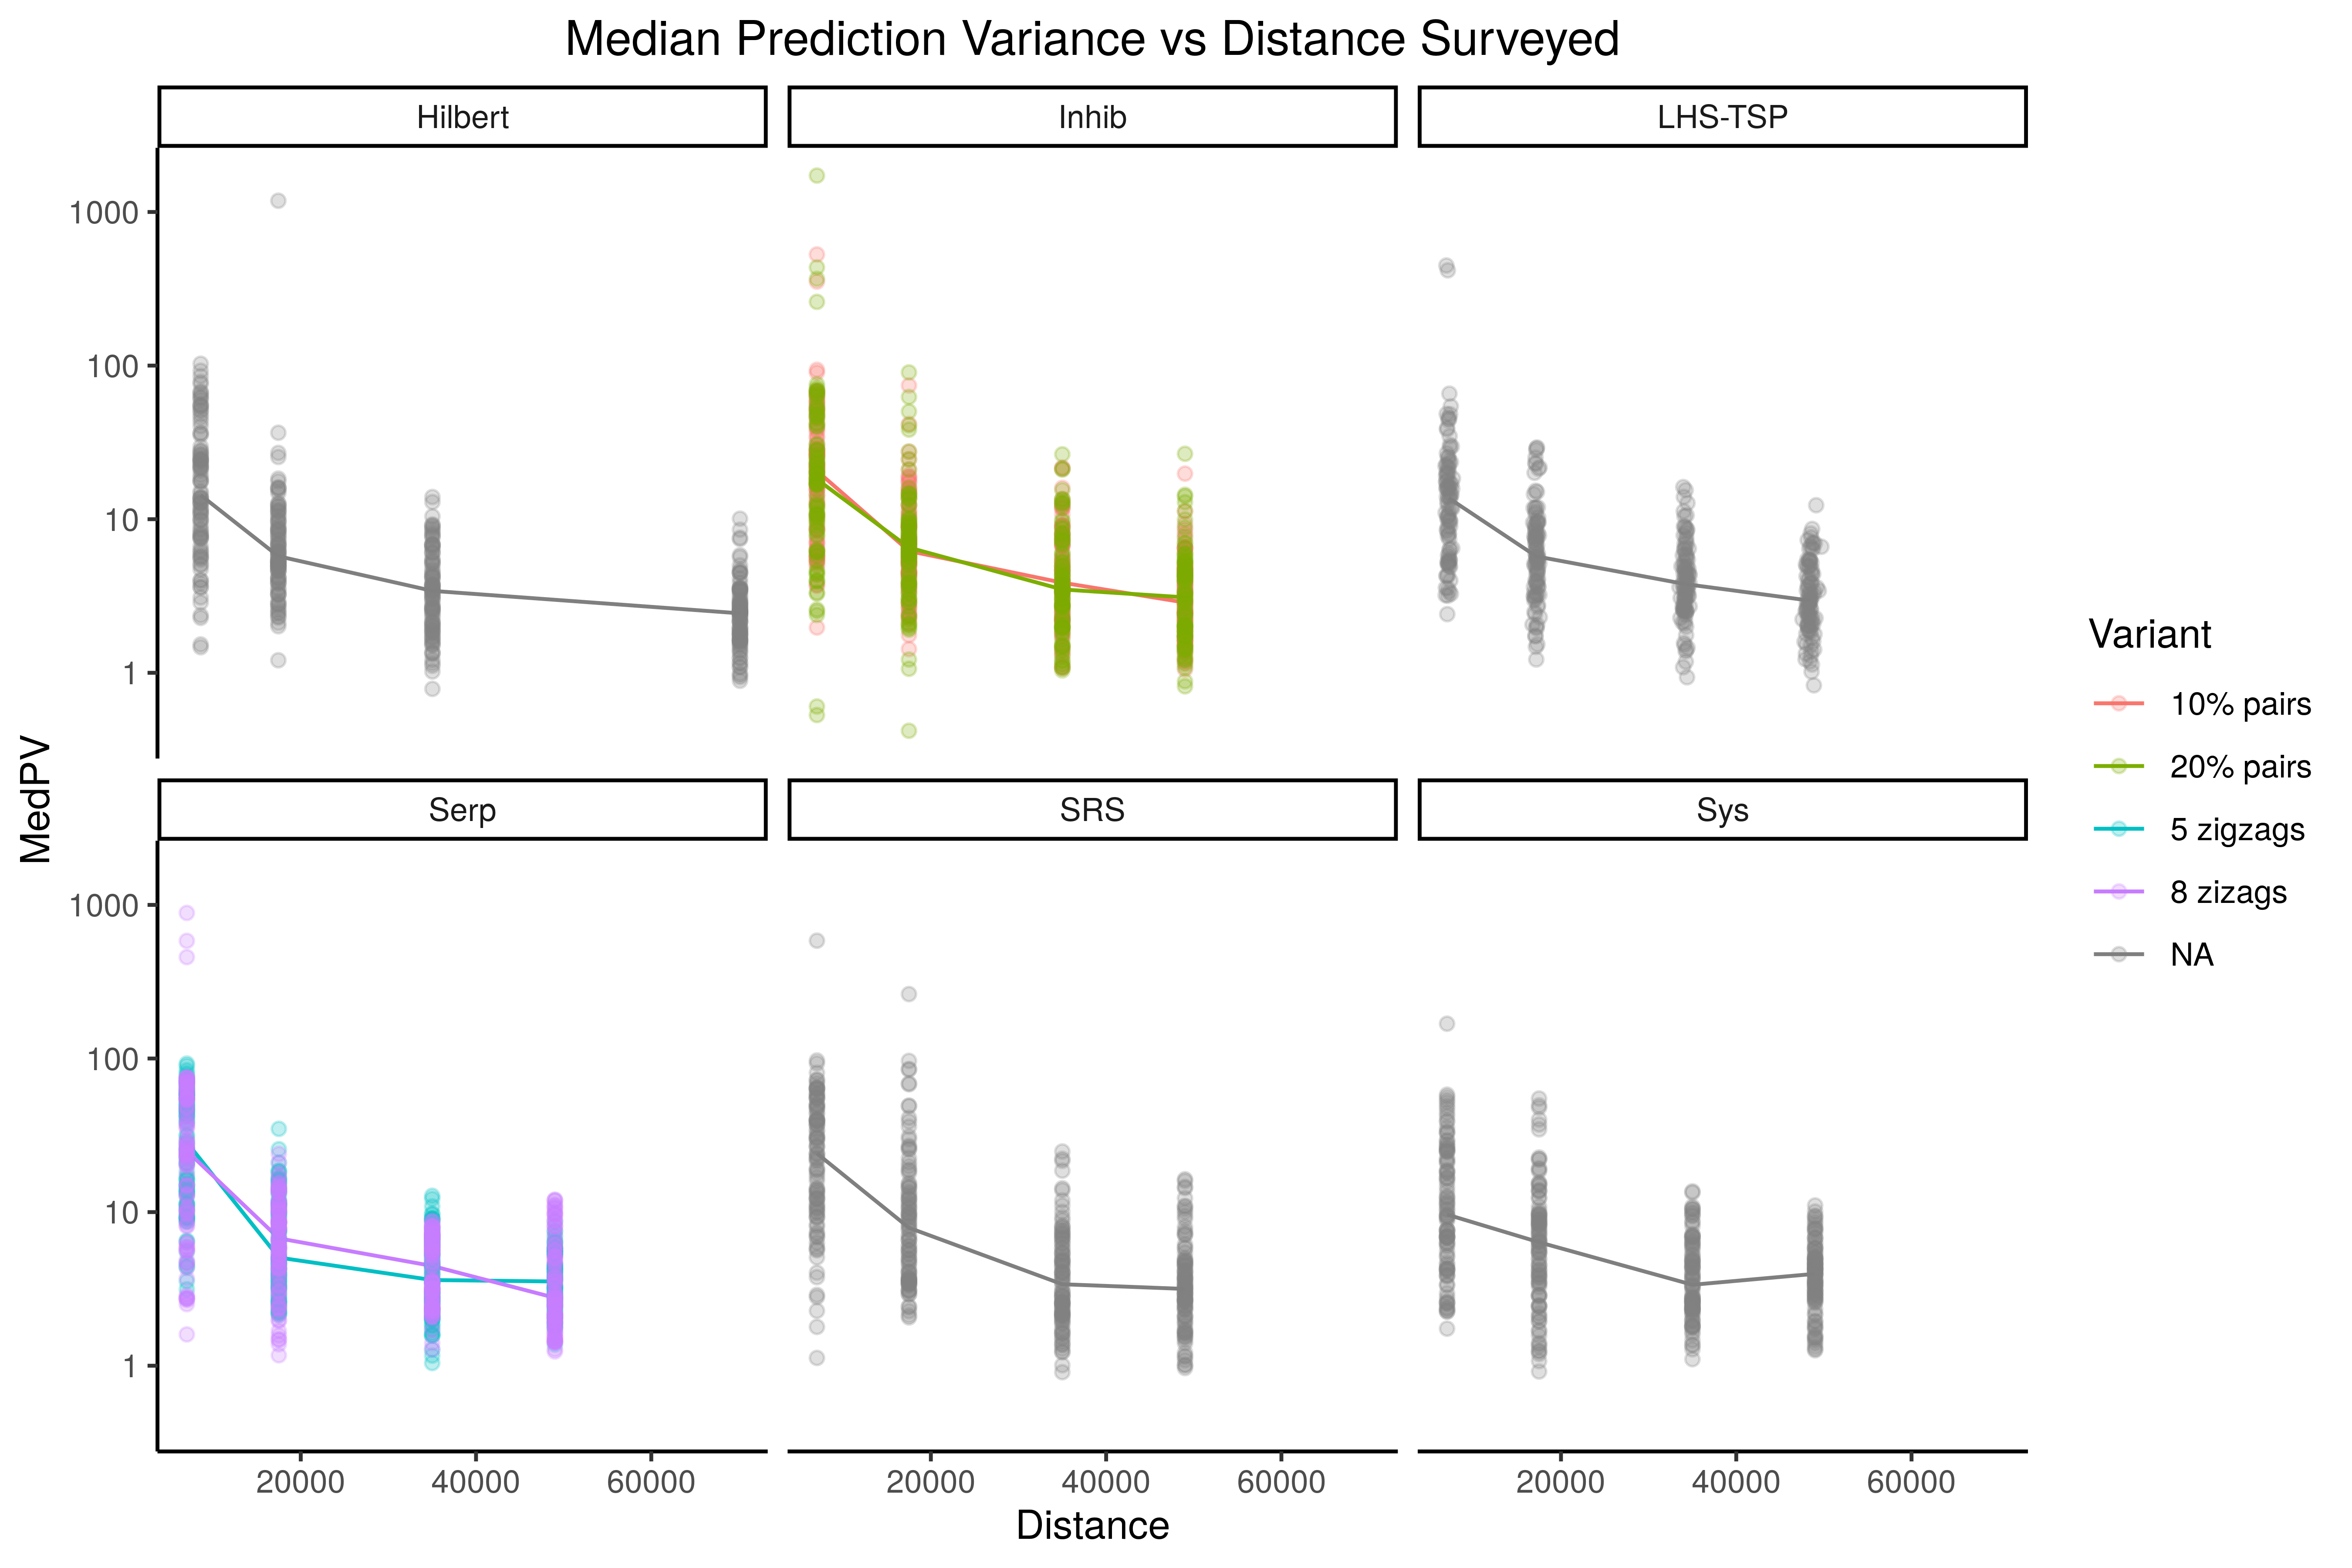 Median Prediction Variance vs Distance Surveyed
Hilbert
Inhib
LHS-TSP
1000
100
10
1
Serp
SRS
Sys
1000
100
10
1
20000
40000
60000
20000
40000
60000
20000
40000
60000
Distance
MedPV
Variant
10% pairs
20% pairs
5 zigzags
8 zizags
NA